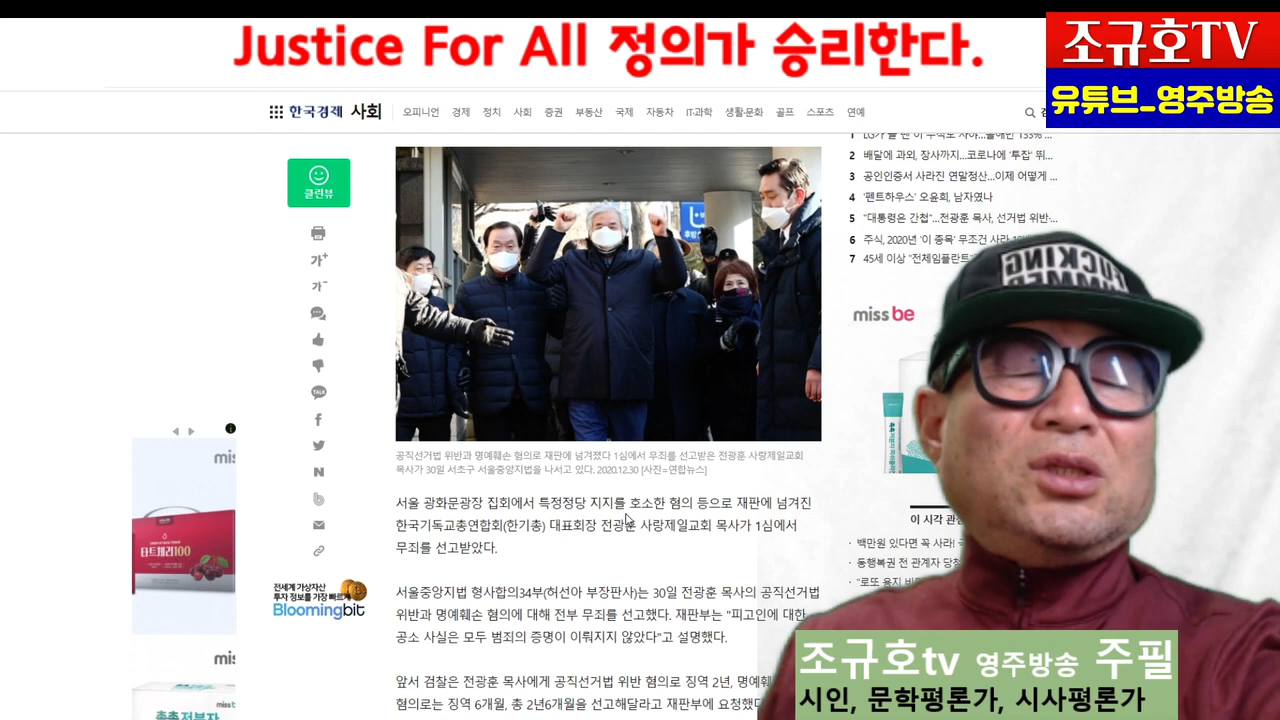 Justice For All 정의가 승리한다.
조규호TV
유튜브_영주방송
한국경제 사회
오피니언 경제 정치 사회 증권 부동산 국제 자동차 IT·과학 생활·문화 골프 스포츠 연예
클린뷰
가+
가-
TALK
2 배달에 과외, 장사까지...코로나에 '투잡' 뛰...
3 공인인증서 사라진 연말정산...이제 어떻게 ...
4 '펜트하우스' 오윤희, 남자였나
5 "대통령은 간첩"...전광훈 목사, 선거법 위반·...
6 주식, 2020년 '이 종목' 무조건 사라
7 45세 이상 "전체임플란트"
miss be
공직선거법 위반과 명예훼손 혐의로 재판에 넘겨졌다 1심에서 무죄를 선고받은 전광훈 사랑제일교회
목사가 30일 서초구 서울중앙지법을 나서고 있다. 2020.12.30 [사진=연합뉴스]
서울 광화문광장 집회에서 특정정당 지지를 호소한 혐의 등으로 재판에 넘겨진
한국기독교총연합회(한기총) 대표회장 전광훈 사랑제일교회 목사가 1심에서
무죄를 선고받았다.
서울중앙지법 형사합의34부(허선아 부장판사)는 30일 전광훈 목사의 공직선거법
위반과 명예훼손 혐의에 대해 전부 무죄를 선고했다. 재판부는 "피고인에 대한
공소 사실은 모두 범죄의 증명이 이뤄지지 않았다"고 설명했다.
앞서 검찰은 전광훈 목사에게 공직선거법 위반 혐의로 징역 2년, 명예훼
혐의로는 징역 6개월, 총 2년6개월을 선고해달라고 재판부에 요청했다
이 시각 관심
· 백만원 있다면 꼭 사라!
· 동행복권 전 관계자
· "로또 용지
mis
타트체리100
전세계 가상자산
투자 정보를 가장 빠르게
Bloomingbit
mis
FUCKING
조규호tv 영주방송 주필
시인, 문학평론가, 시사평론가